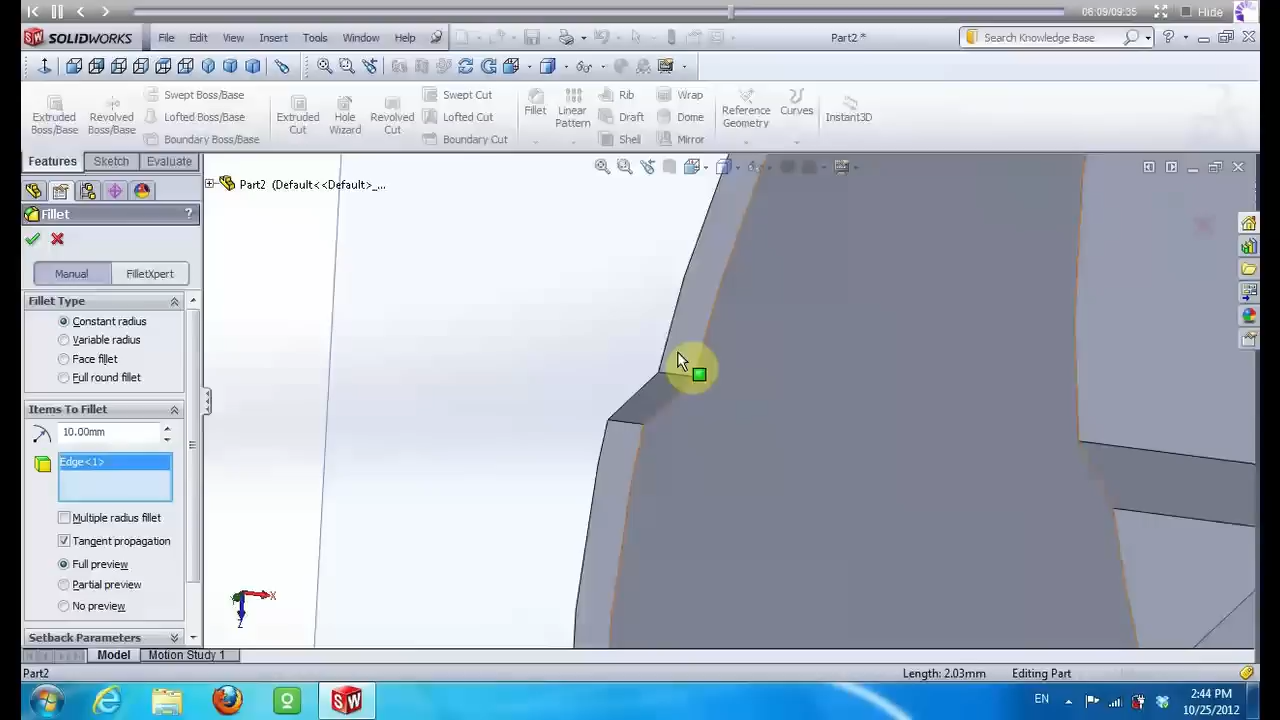 06:09/09:35 Hide
SOLIDWORKS File Edit View Insert Tools Window Help Part2 * Search Knowledge Base ?
Extruded Boss/Base
Revolved Boss/Base
Swept Boss/Base
Lofted Boss/Base
Boundary Boss/Base
Extruded Cut
Hole Wizard
Revolved Cut
Swept Cut
Lofted Cut
Boundary Cut
Fillet
Linear Pattern
Rib
Draft
Shell
Wrap
Dome
Mirror
Reference Geometry
Curves
Instant3D
Features Sketch Evaluate
Part2 (Default<<Default>_...
Fillet ?
Manual FilletXpert
Fillet Type
Constant radius
Variable radius
Face fillet
Full round fillet
Items To Fillet
10.00mm
Edge<1>
Multiple radius fillet
Tangent propagation
Full preview
Partial preview
No preview
Setback Parameters
X
Z
Model Motion Study 1
Part2 Length: 2.03mm Editing Part
EN 2:44 PM
10/25/2012